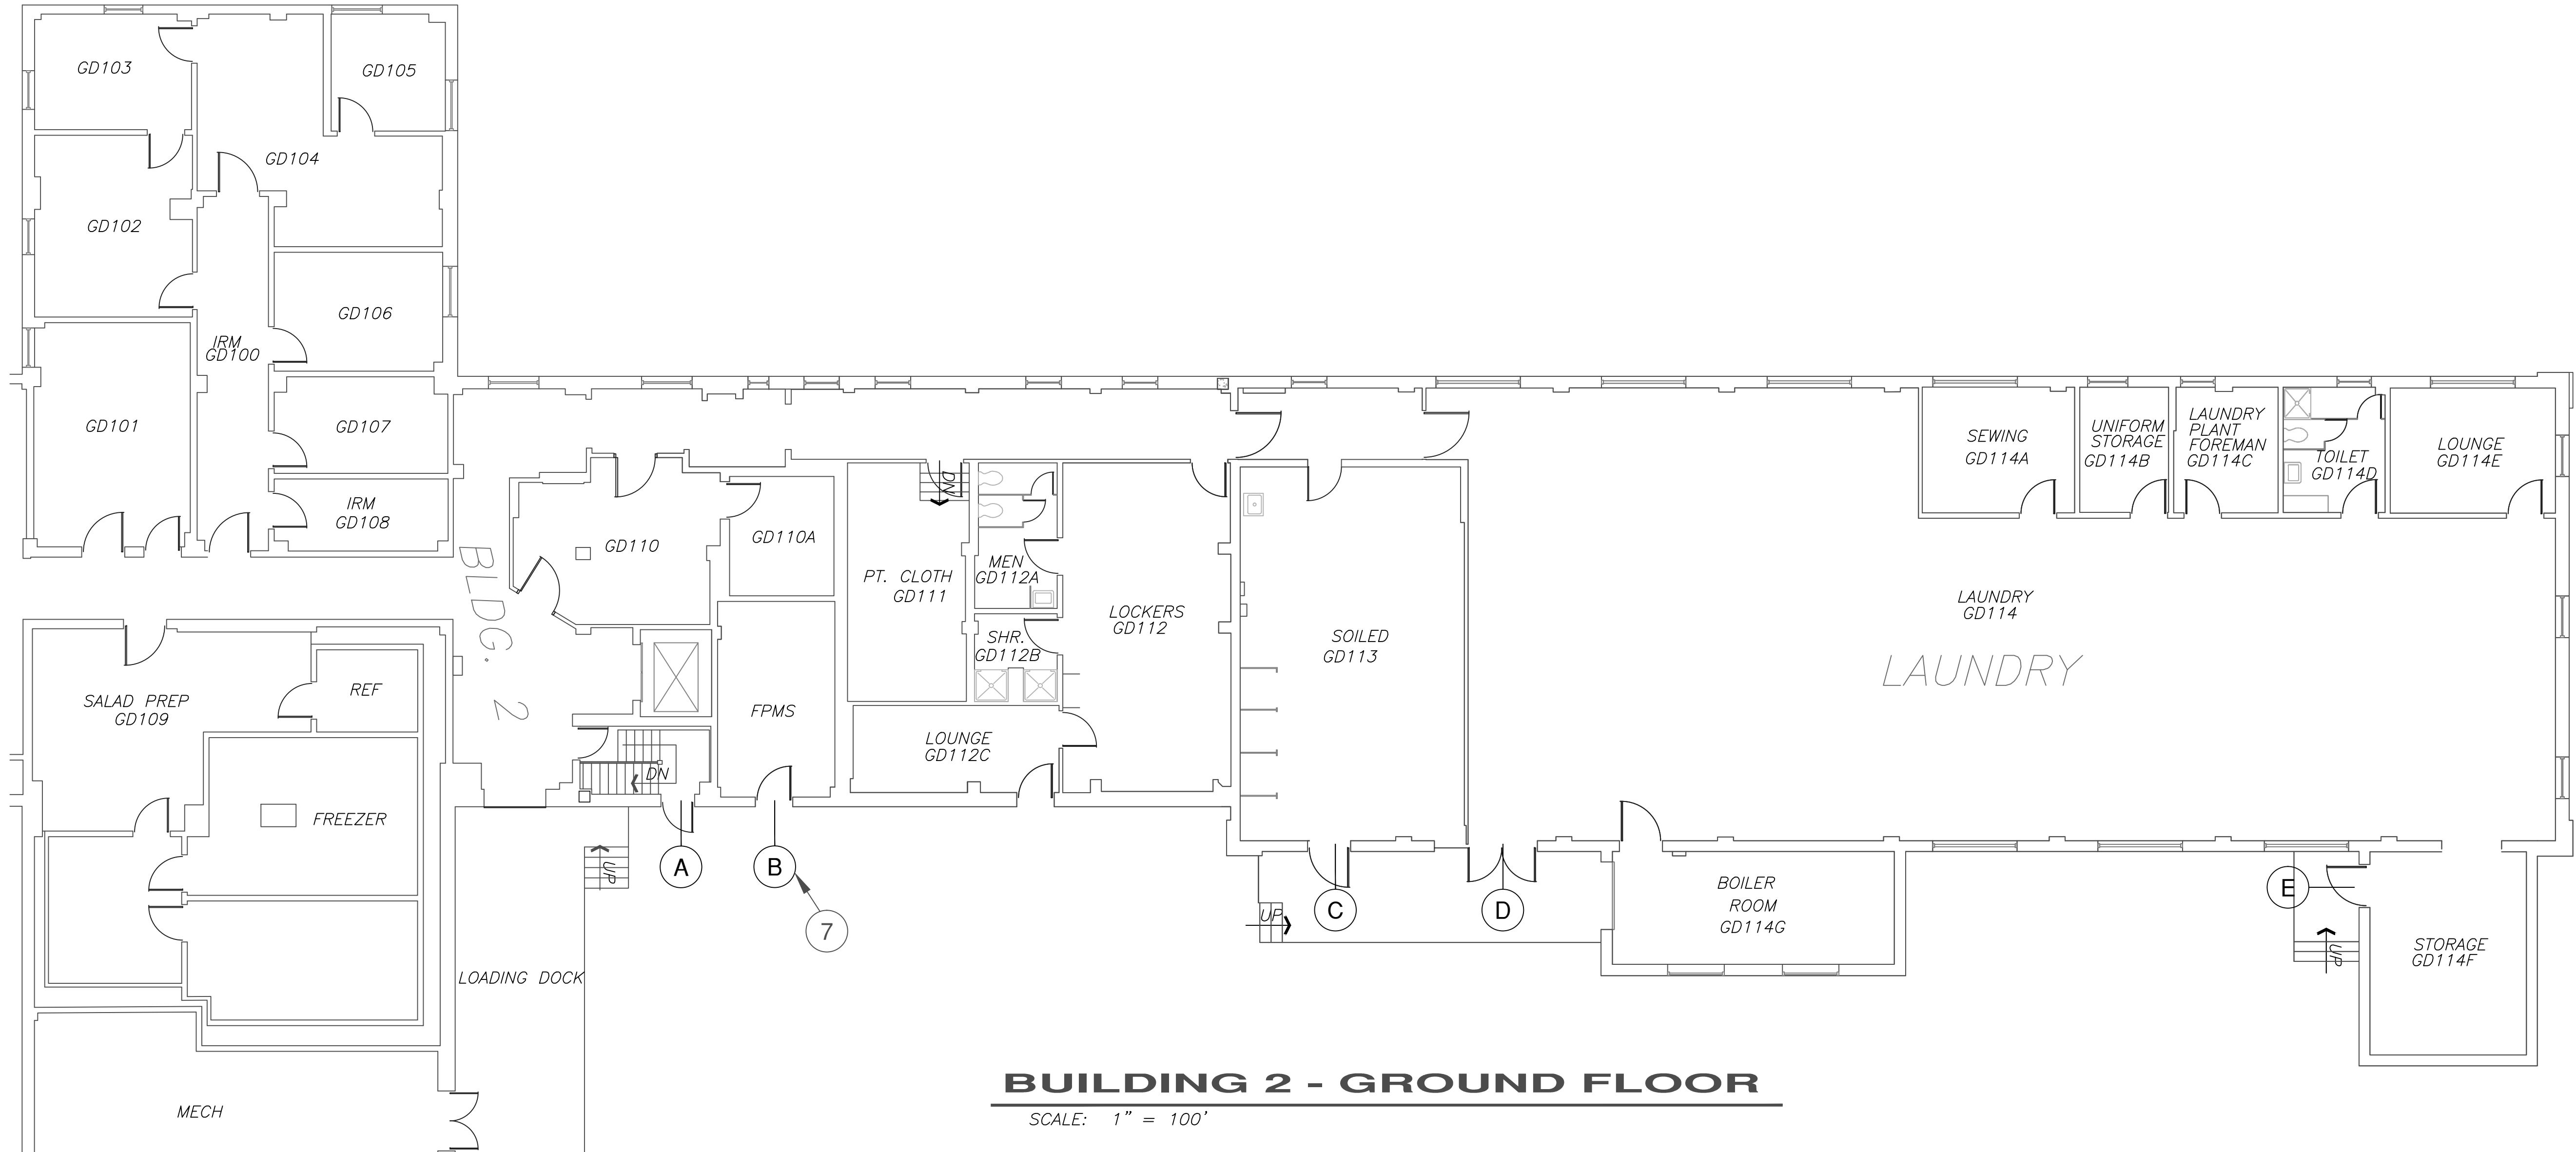 GD103
GD105
GD104
GD102
GD106
IRM
GD100
GD101
GD107
IRM
GD108
BLDG. 2
GD110
GD110A
DN
PT. CLOTH
GD111
MEN
GD112A
SHR.
GD112B
LOCKERS
GD112
LOUNGE
GD112C
FPMS
DN
SOILED
GD113
SEWING
GD114A
UNIFORM
STORAGE
GD114B
LAUNDRY
PLANT
FOREMAN
GD114C
TOILET
GD114D
LOUNGE
GD114E
LAUNDRY
GD114
LAUNDRY
SALAD PREP
GD109
REF
FREEZER
UP
A
B
7
UP
C
D
BOILER
ROOM
GD114G
E
UP
STORAGE
GD114F
LOADING DOCK
MECH
BUILDING 2 - GROUND FLOOR
SCALE: 1" = 100'